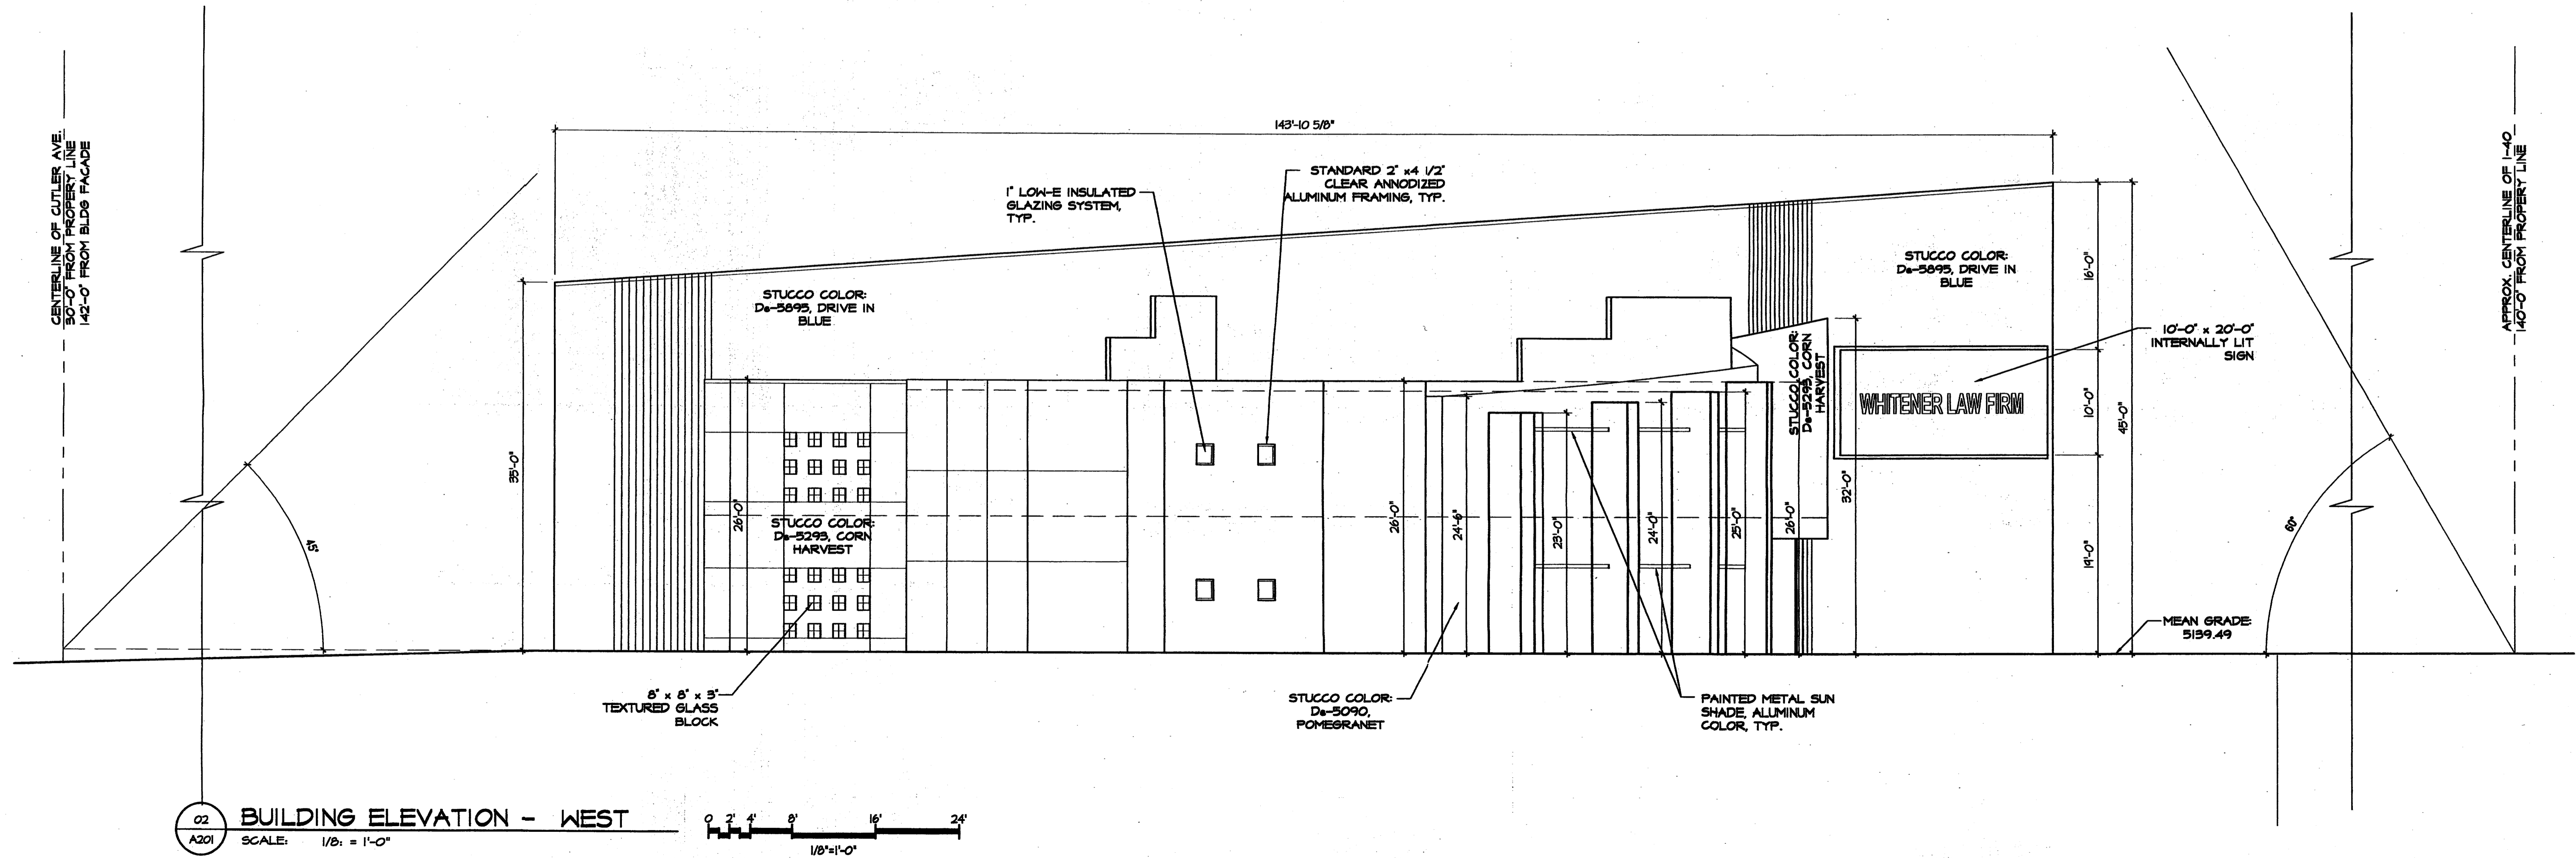 CENTERLINE OF CUTLER AVE.
30'-0" FROM PROPERTY LINE
142'-0" FROM BLDG FACADE
143'-10 5/8"
1" LOW-E INSULATED
GLAZING SYSTEM,
TYP.
STANDARD 2" x4 1/2"
CLEAR ANNODIZED
ALUMINUM FRAMING, TYP.
STUCCO COLOR:
De-5895, DRIVE IN
BLUE
STUCCO COLOR:
De-5895, DRIVE IN
BLUE
STUCCO COLOR:
De-5293, CORN
HARVEST
WHITENER LAW FIRM
10'-0" x 20'-0"
INTERNALLY LIT
SIGN
APPROX. CENTERLINE OF I-40
140'-0" FROM PROPERTY LINE
16'-0"
10'-0"
45'-0"
14'-0"
35'-0"
26'-0"
STUCCO COLOR:
De-5293, CORN
HARVEST
26'-0"
24'-6"
23'-0"
24'-0"
25'-0"
26'-0"
32'-0"
45°
60°
MEAN GRADE:
5139.49
8" x 8" x 3"
TEXTURED GLASS
BLOCK
STUCCO COLOR:
De-5090,
POMEGRANET
PAINTED METAL SUN
SHADE, ALUMINUM
COLOR, TYP.
02
A201
BUILDING ELEVATION - WEST
SCALE: 1/8: = 1'-0"
0 2' 4' 8' 16' 24'
1/8"=1'-0"